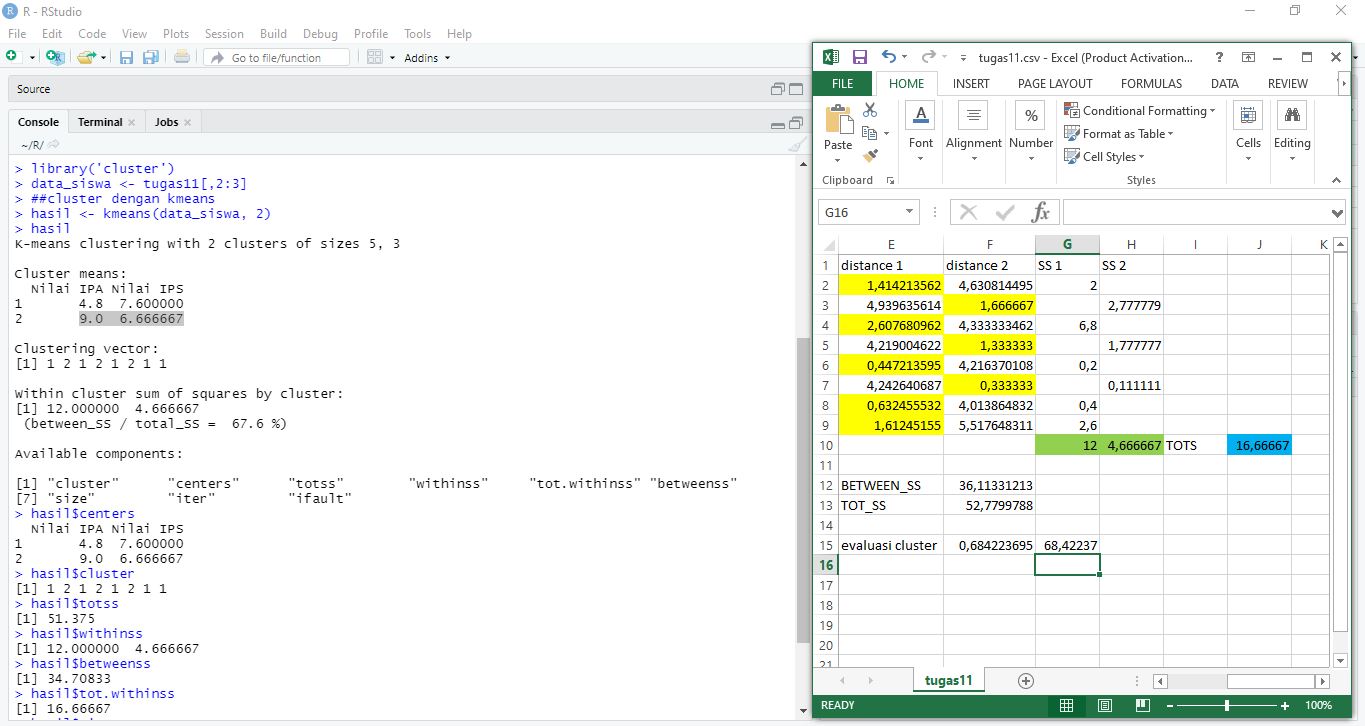 R - RStudio
File Edit Code View Plots Session Build Debug Profile Tools Help
Go to file/function Addins
Source
Console Terminal Jobs
~/R/
> library('cluster')
> data_siswa <- tugas11[,2:3]
> ##cluster dengan kmeans
> hasil <- kmeans(data_siswa, 2)
> hasil
K-means clustering with 2 clusters of sizes 5, 3
Cluster means:
Nilai IPA Nilai IPS
1 4.8 7.600000
2 9.0 6.666667
Clustering vector:
[1] 1 2 1 2 1 2 1 1
Within cluster sum of squares by cluster:
[1] 12.000000 4.666667
(between_SS / total_SS = 67.6 %)
Available components:
[1] "cluster" "centers" "totss" "withinss" "tot.withinss" "betweenss"
[7] "size" "iter" "ifault"
> hasil$centers
Nilai IPA Nilai IPS
1 4.8 7.600000
2 9.0 6.666667
> hasil$cluster
[1] 1 2 1 2 1 2 1 1
> hasil$totss
[1] 51.375
> hasil$withinss
[1] 12.000000 4.666667
> hasil$betweenss
[1] 34.70833
> hasil$tot.withinss
[1] 16.66667
tugas11.csv - Excel (Product Activation...
FILE HOME INSERT PAGE LAYOUT FORMULAS DATA REVIEW
Paste Font Alignment Number Conditional Formatting Cells Editing
Format as Table
Cell Styles
Clipboard Styles
G16 fx
E F G H I J K
1 distance 1 distance 2 SS 1 SS 2
2 1,414213562 4,630814495 2
3 4,939635614 1,666667 2,777779
4 2,607680962 4,333333462 6,8
5 4,219004622 1,333333 1,777777
6 0,447213595 4,216370108 0,2
7 4,242640687 0,333333 0,111111
8 0,632455532 4,013864832 0,4
9 1,61245155 5,517648311 2,6
10 12 4,666667 TOTS 16,66667
11
12 BETWEEN_SS 36,11331213
13 TOT_SS 52,7799788
14
15 evaluasi cluster 0,684223695 68,42237
16
17
18
19
20
21
tugas11
READY 100%